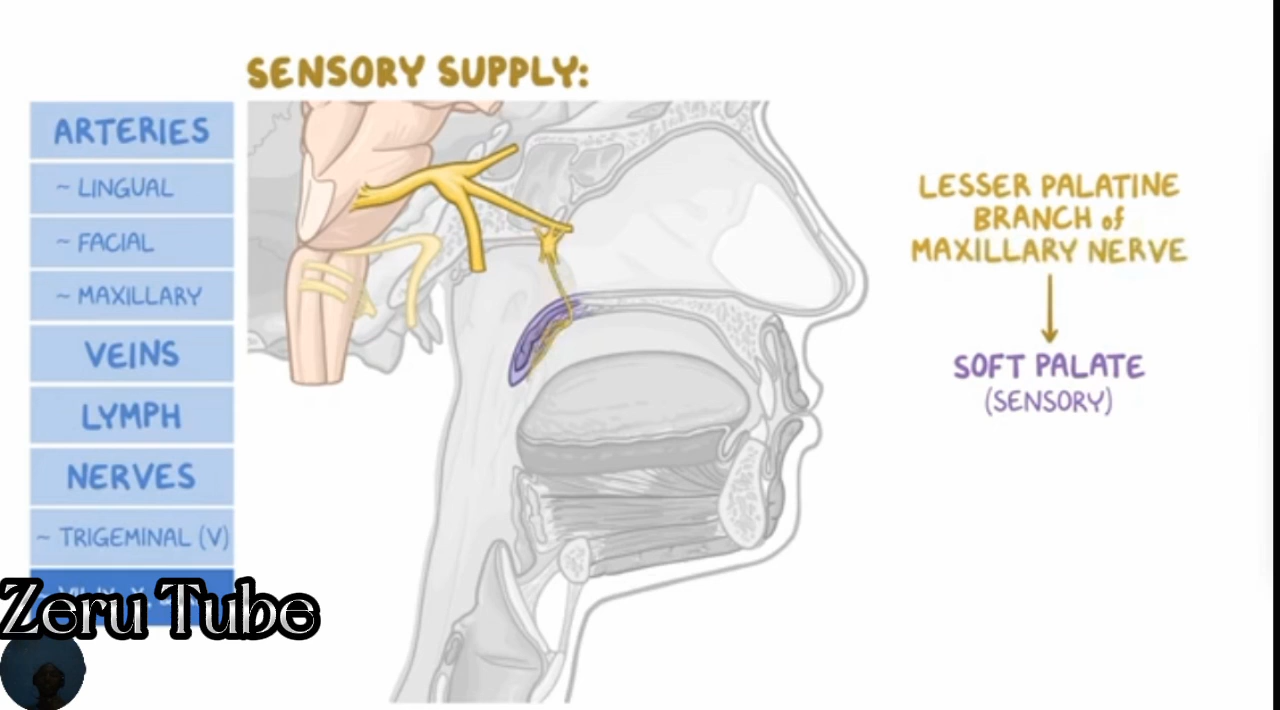 SENSORY SUPPLY:
ARTERIES
~ LINGUAL
~ FACIAL
~ MAXILLARY
VEINS
LYMPH
NERVES
~ TRIGEMINAL (V)
Zeru Tube
LESSER PALATINE
BRANCH of
MAXILLARY NERVE
SOFT PALATE
(SENSORY)